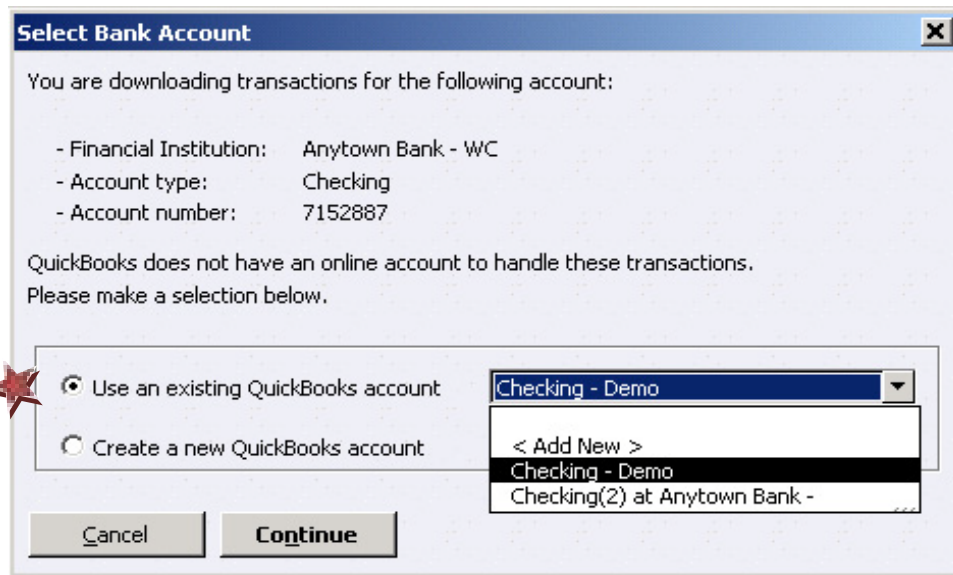 Select Bank Account
You are downloading transactions for the following account:
- Financial Institution: Anytown Bank - WC
- Account type: Checking
- Account number: 7152887
QuickBooks does not have an online account to handle these transactions.
Please make a selection below.
Use an existing QuickBooks account Checking - Demo
< Add New >
Create a new QuickBooks account
Checking - Demo
Checking(2) at Anytown Bank -
Cancel Continue